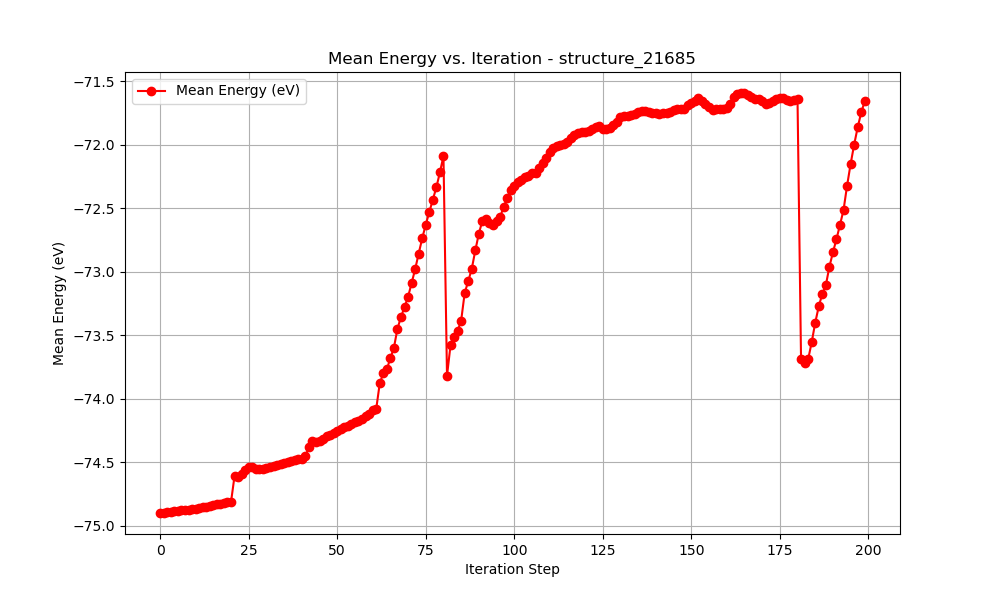 Mean Energy vs. Iteration - structure_21685
Mean Energy (eV)
−71.5
−72.0
−72.5
−73.0
−73.5
−74.0
−74.5
−75.0
Mean Energy (eV)
0 25 50 75 100 125 150 175 200
Iteration Step